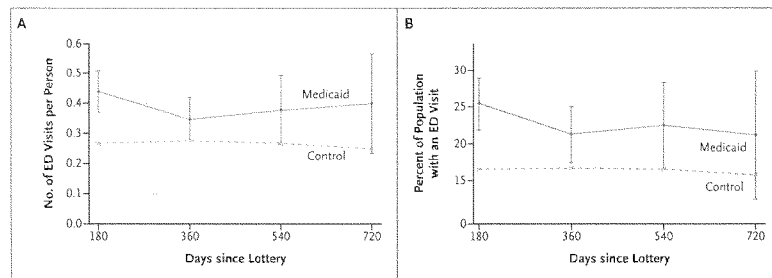 A
No. of ED Visits per Person
0.6
0.5
0.4
0.3
0.2
0.1
0.0
Medicaid
Control
180 360 540 720
Days since Lottery
B
Percent of Population
with an ED Visit
30
25
20
15
0
Medicaid
Control
180 360 540 720
Days since Lottery